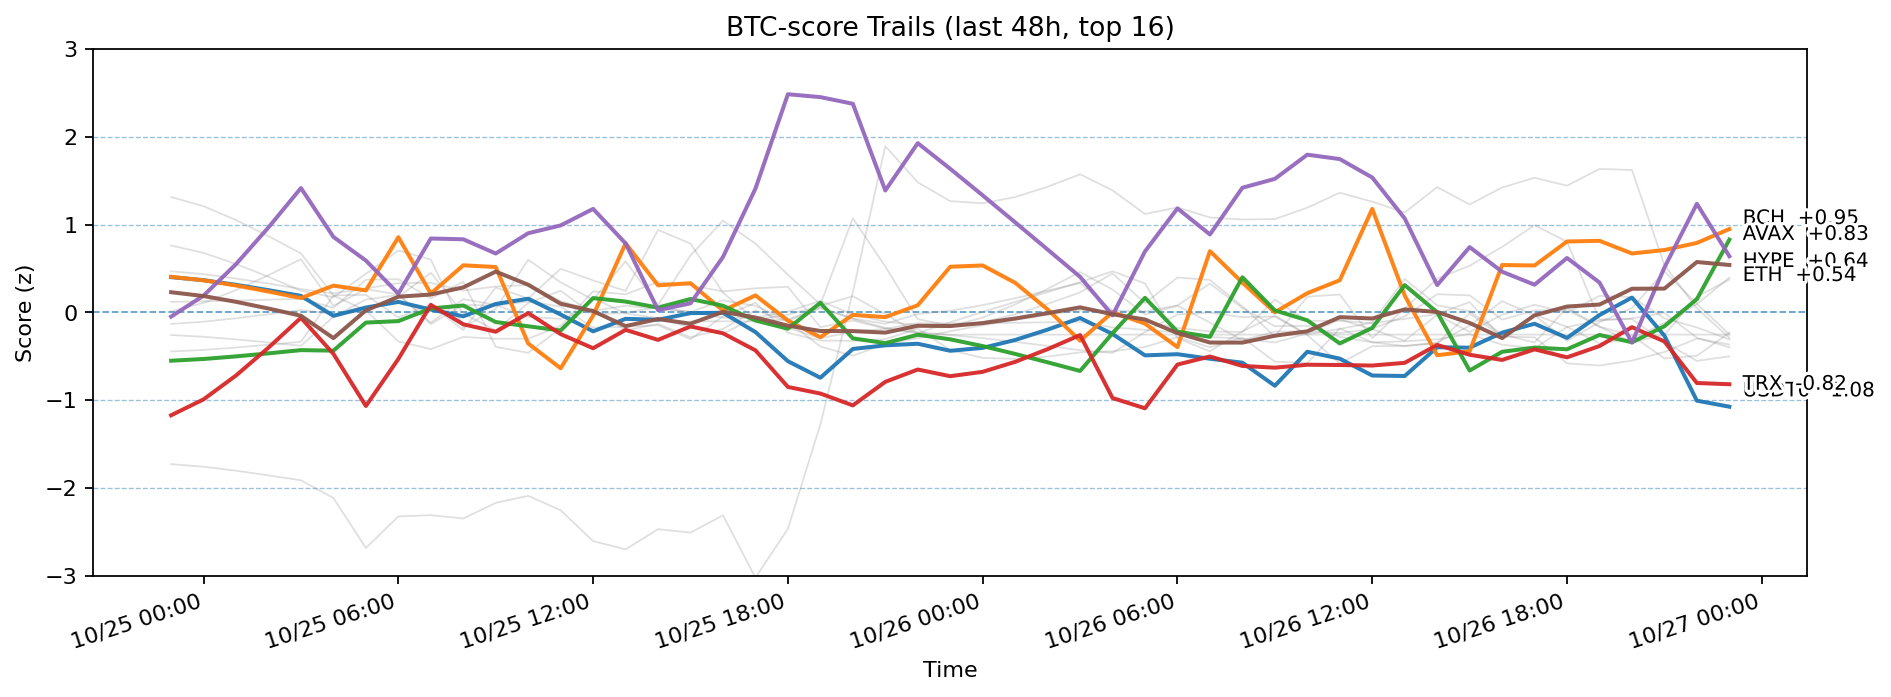 BTC-score Trails (last 48h, top 16)
Score (z)
3
2
1
0
−1
−2
−3
BCH +0.95
AVAX +0.83
HYPE +0.64
ETH +0.54
TRX -0.82
USDT0 -1.08
10/25 00:00
10/25 06:00
10/25 12:00
10/25 18:00
10/26 00:00
10/26 06:00
10/26 12:00
10/26 18:00
10/27 00:00
Time